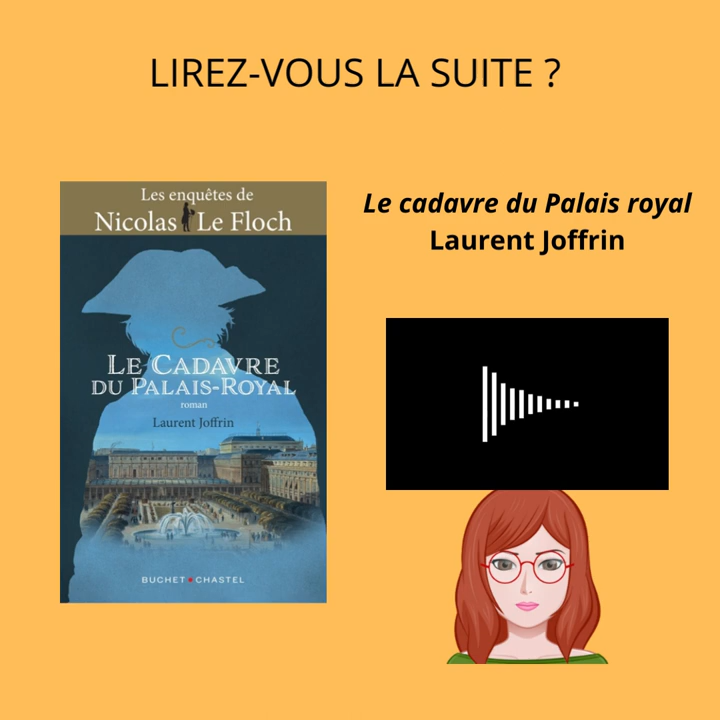 LIREZ-VOUS LA SUITE ?
Les enquêtes de
Nicolas Le Floch
LE CADAVRE
DU PALAIS-ROYAL
roman
Laurent Joffrin
BUCHET • CHASTEL
Le cadavre du Palais royal
Laurent Joffrin